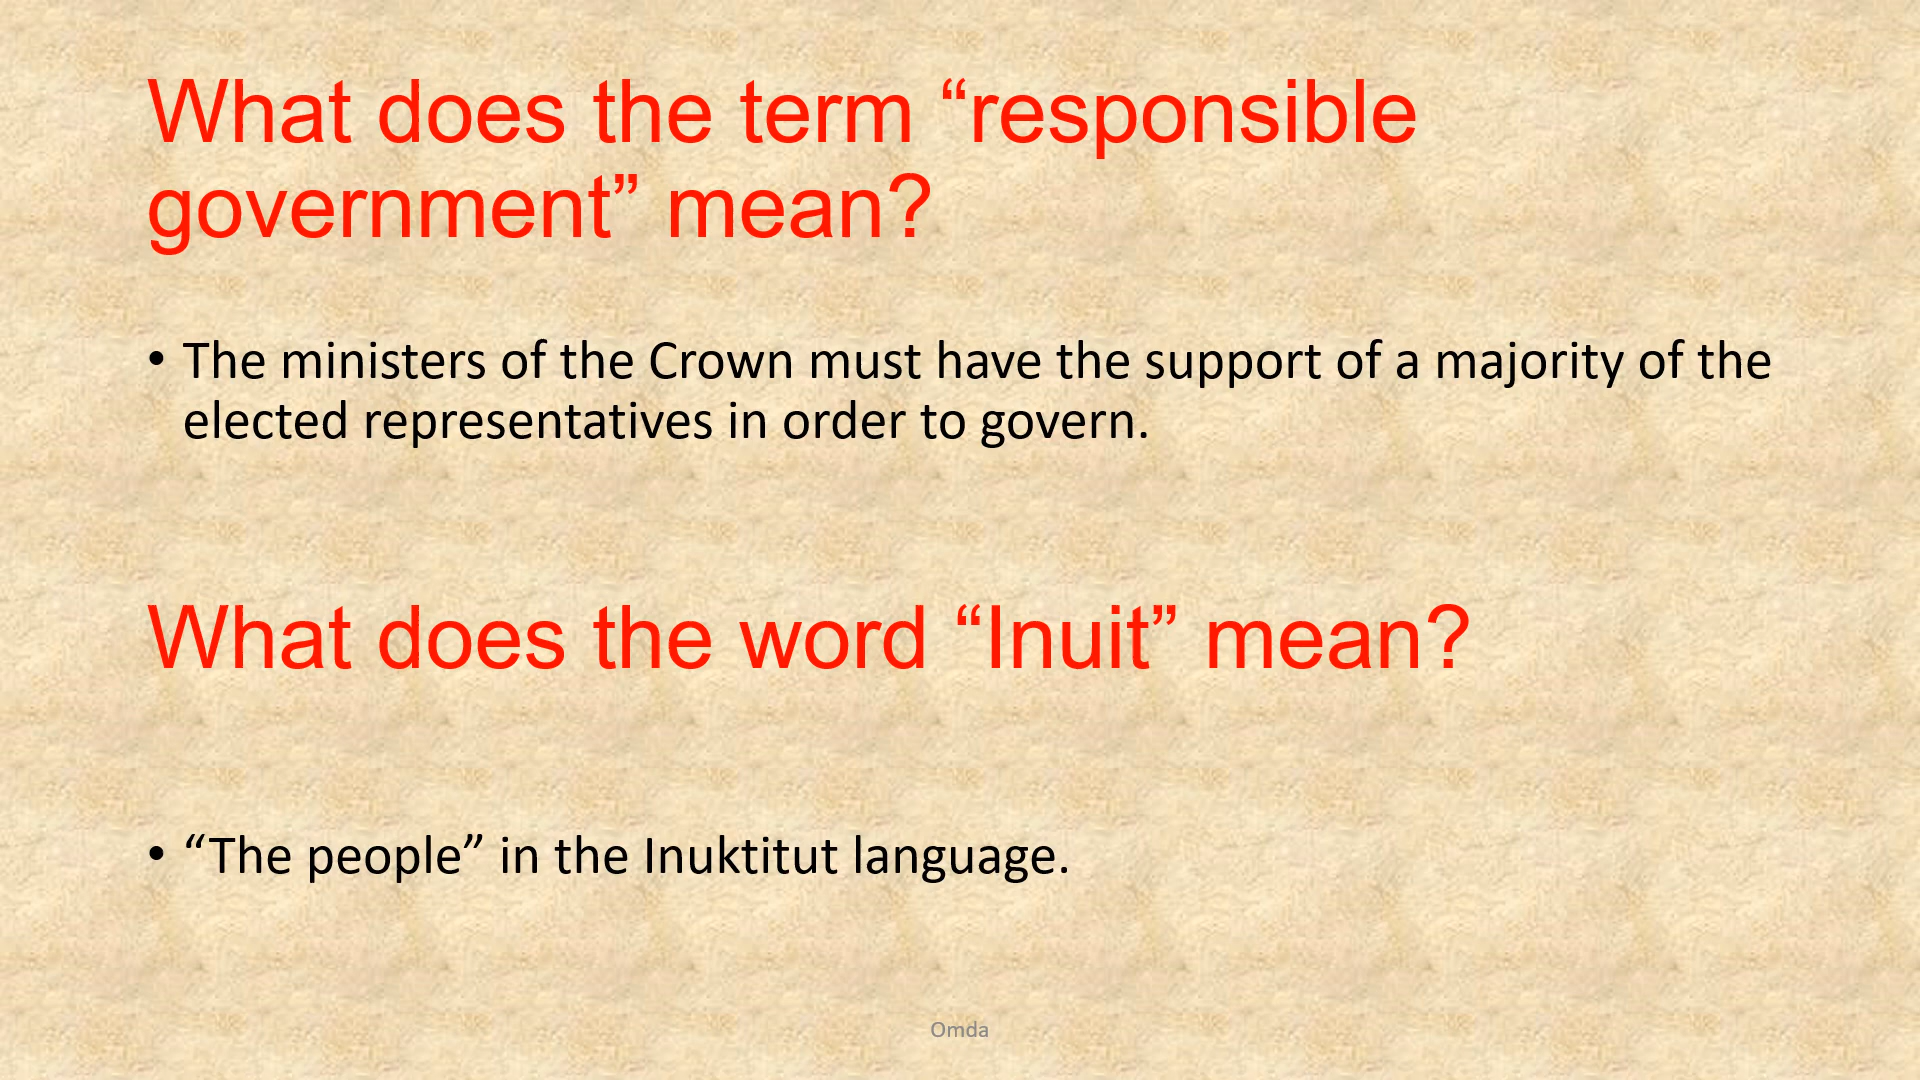 What does the term “responsible
government” mean?
• The ministers of the Crown must have the support of a majority of the
elected representatives in order to govern.
What does the word “Inuit” mean?
• “The people” in the Inuktitut language.
Omda